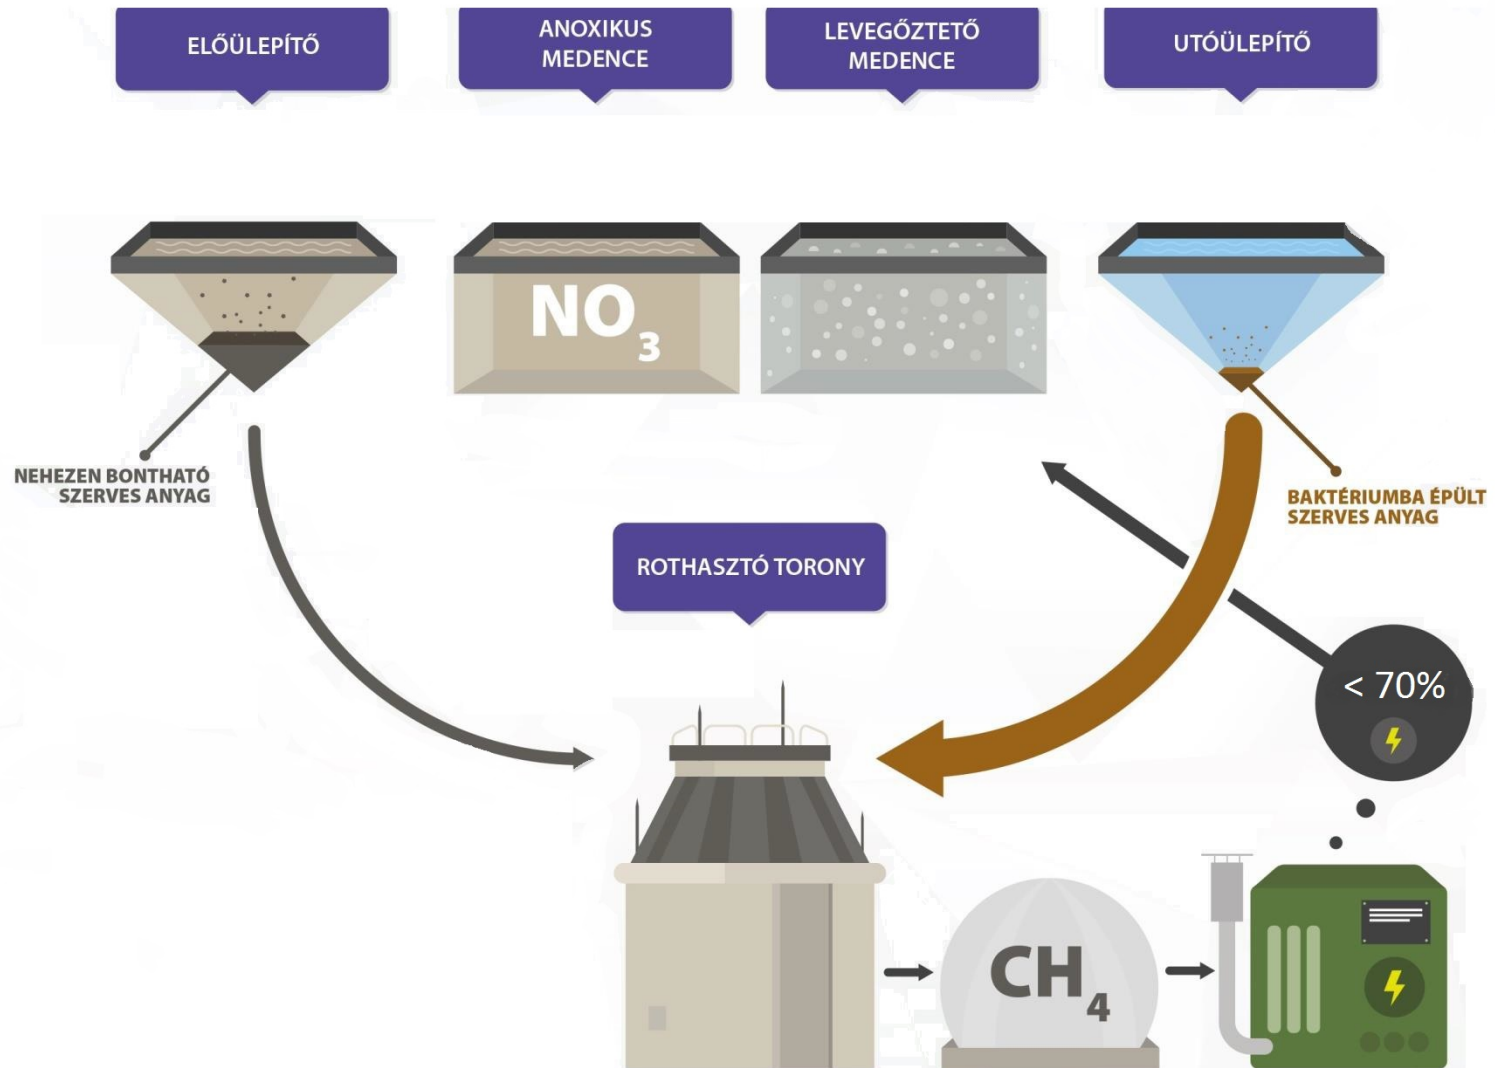 ELŐÜLEPÍTŐ
ANOXIKUS
MEDENCE
LEVEGŐZTETŐ
MEDENCE
UTÓÜLEPÍTŐ
NO₃
NEHEZEN BONTHATÓ
SZERVES ANYAG
BAKTÉRIUMBA ÉPÜLT
SZERVES ANYAG
ROTHASZTÓ TORONY
< 70%
CH₄